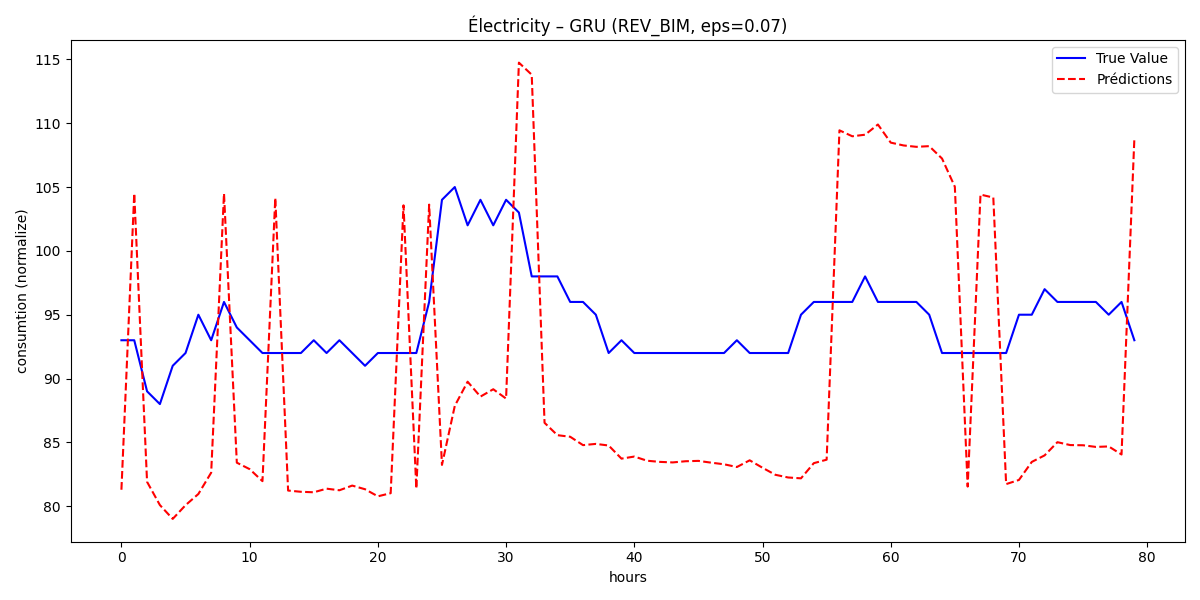 Électricity – GRU (REV_BIM, eps=0.07)
True Value
Prédictions
consumtion (normalize)
115
110
105
100
95
90
85
80
0 10 20 30 40 50 60 70 80
hours